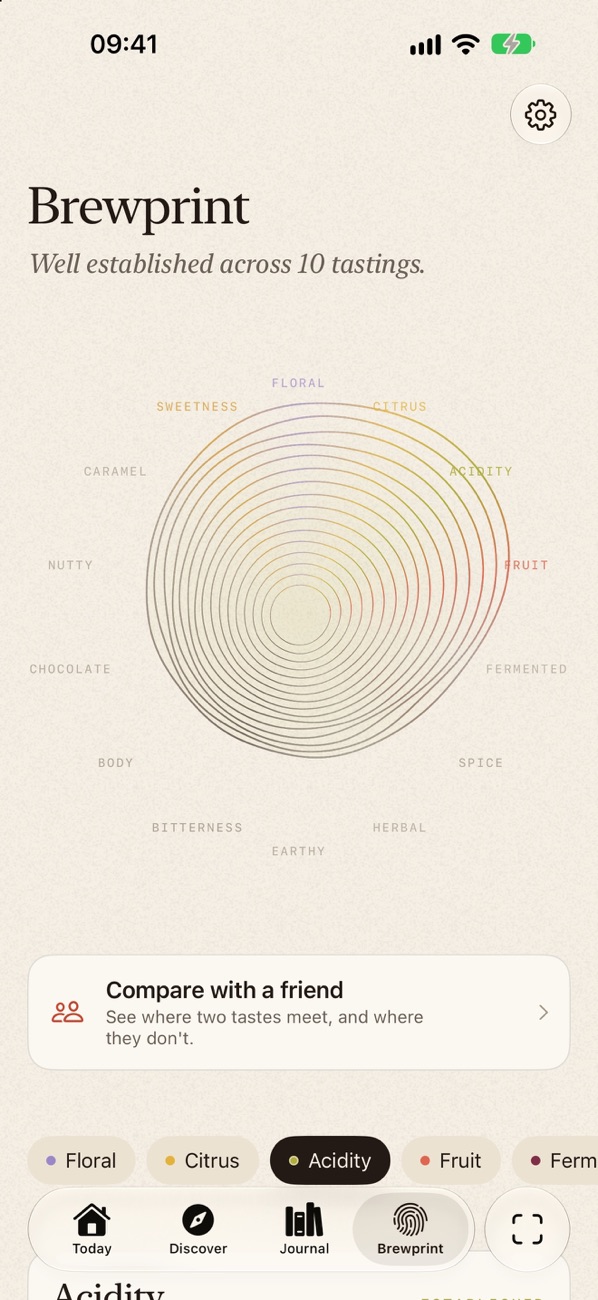 09:41
Brewprint
Well established across 10 tastings.
FLORAL
SWEETNESS
CITRUS
CARAMEL
ACIDITY
NUTTY
FRUIT
CHOCOLATE
FERMENTED
BODY
SPICE
BITTERNESS
HERBAL
EARTHY
Compare with a friend
See where two tastes meet, and where
they don't.
Floral
Citrus
Acidity
Fruit
Ferm
Today
Discover
Journal
Brewprint
Acidity